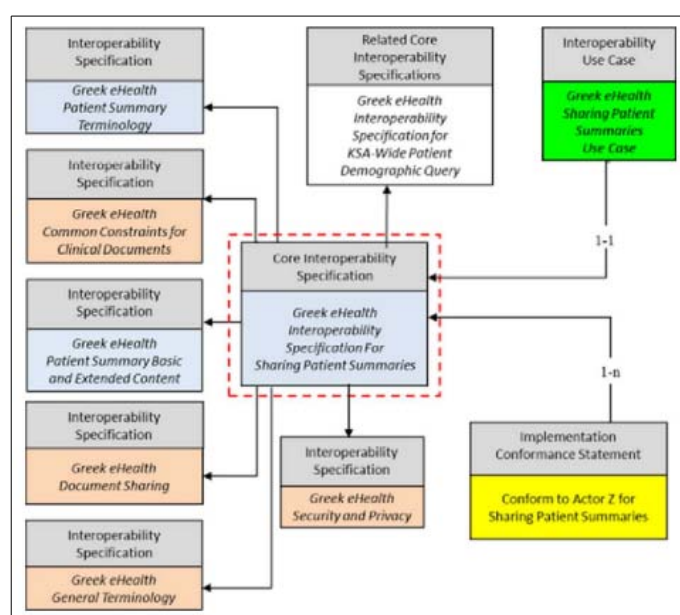 Interoperability
Specification
Greek eHealth
Patient Summary
Terminology
Interoperability
Specification
Greek eHealth
Common Constraints for
Clinical Documents
Interoperability
Specification
Greek eHealth
Patient Summary Basic
and Extended Content
Interoperability
Specification
Greek eHealth
Document Sharing
Interoperability
Specification
Greek eHealth
General Terminology
Related Core
Interoperability
Specifications
Greek eHealth
Interoperability
Specification for
KSA-Wide Patient
Demographic Query
Core Interoperability
Specification
Greek eHealth
Interoperability
Specification For
Sharing Patient Summaries
Interoperability
Specification
Greek eHealth
Security and Privacy
Interoperability
Use Case
Greek eHealth
Sharing Patient
Summaries
Use Case
1-1
1-n
Implementation
Conformance Statement
Conform to Actor Z for
Sharing Patient Summaries